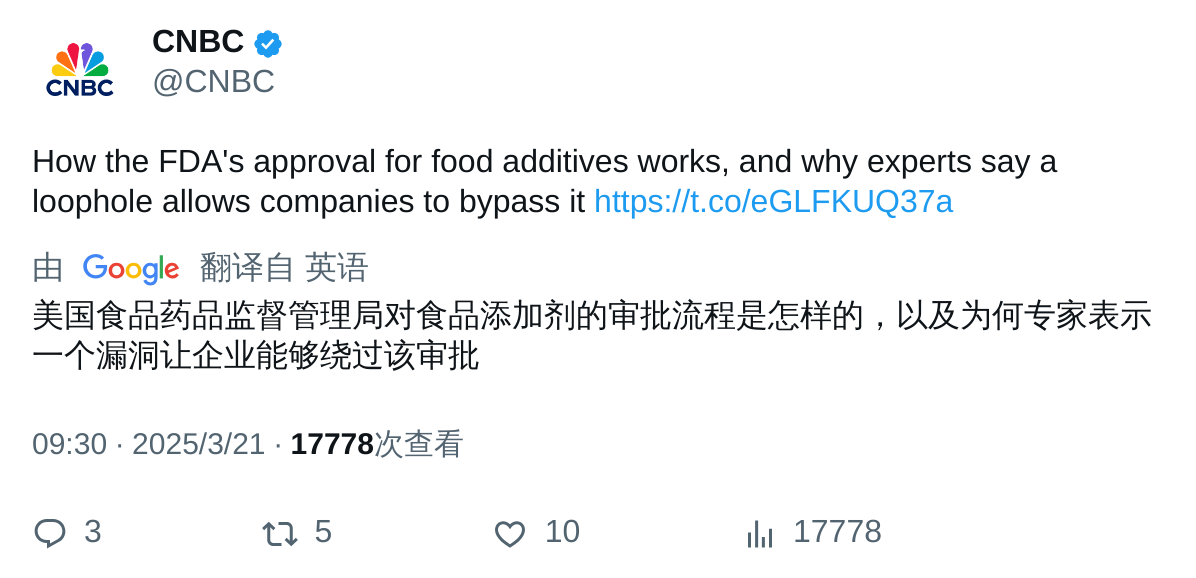 CNBC
CNBC
@CNBC
How the FDA's approval for food additives works, and why experts say a
loophole allows companies to bypass it https://t.co/eGLFKUQ37a
由 Google 翻译自 英语
美国食品药品监督管理局对食品添加剂的审批流程是怎样的，以及为何专家表示
一个漏洞让企业能够绕过该审批
09:30 · 2025/3/21 · 17778次查看
3 5 10 17778